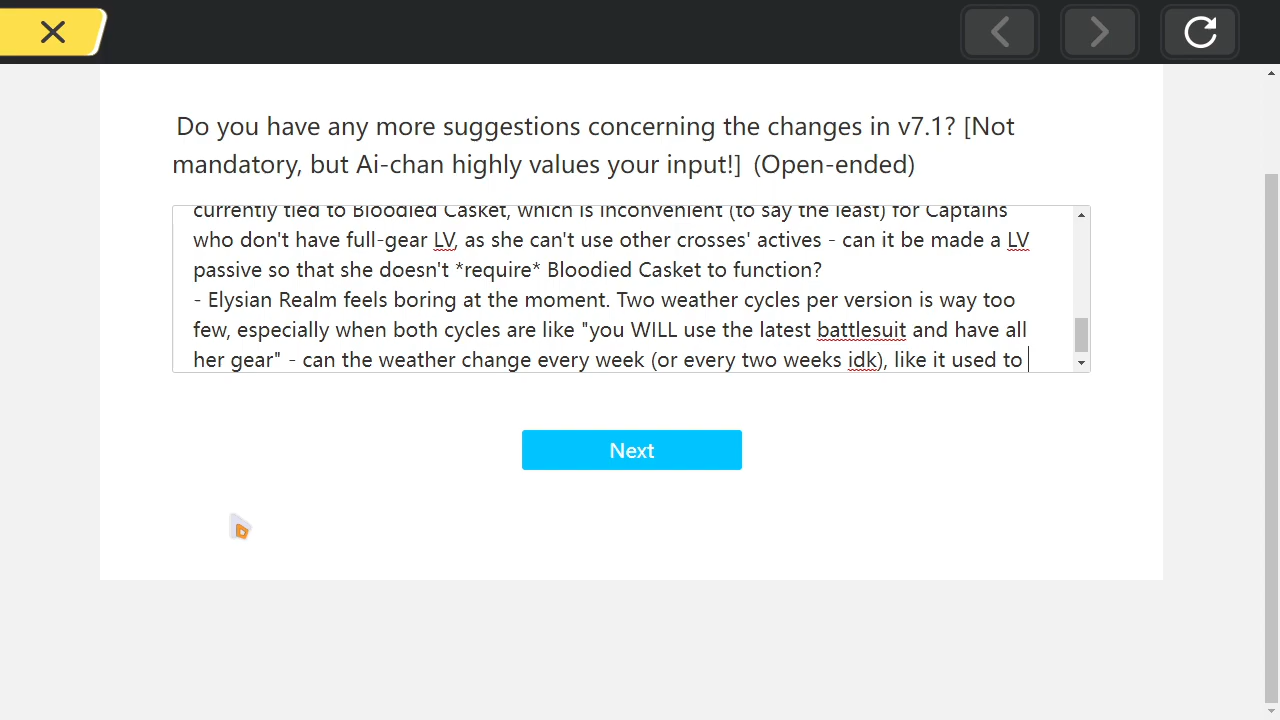 Do you have any more suggestions concerning the changes in v7.1? [Not
mandatory, but Ai-chan highly values your input!] (Open-ended)
currently tied to Bloodied Casket, which is inconvenient (to say the least) for Captains
who don't have full-gear LV, as she can't use other crosses' actives - can it be made a LV
passive so that she doesn't *require* Bloodied Casket to function?
- Elysian Realm feels boring at the moment. Two weather cycles per version is way too
few, especially when both cycles are like "you WILL use the latest battlesuit and have all
her gear" - can the weather change every week (or every two weeks idk), like it used to
Next